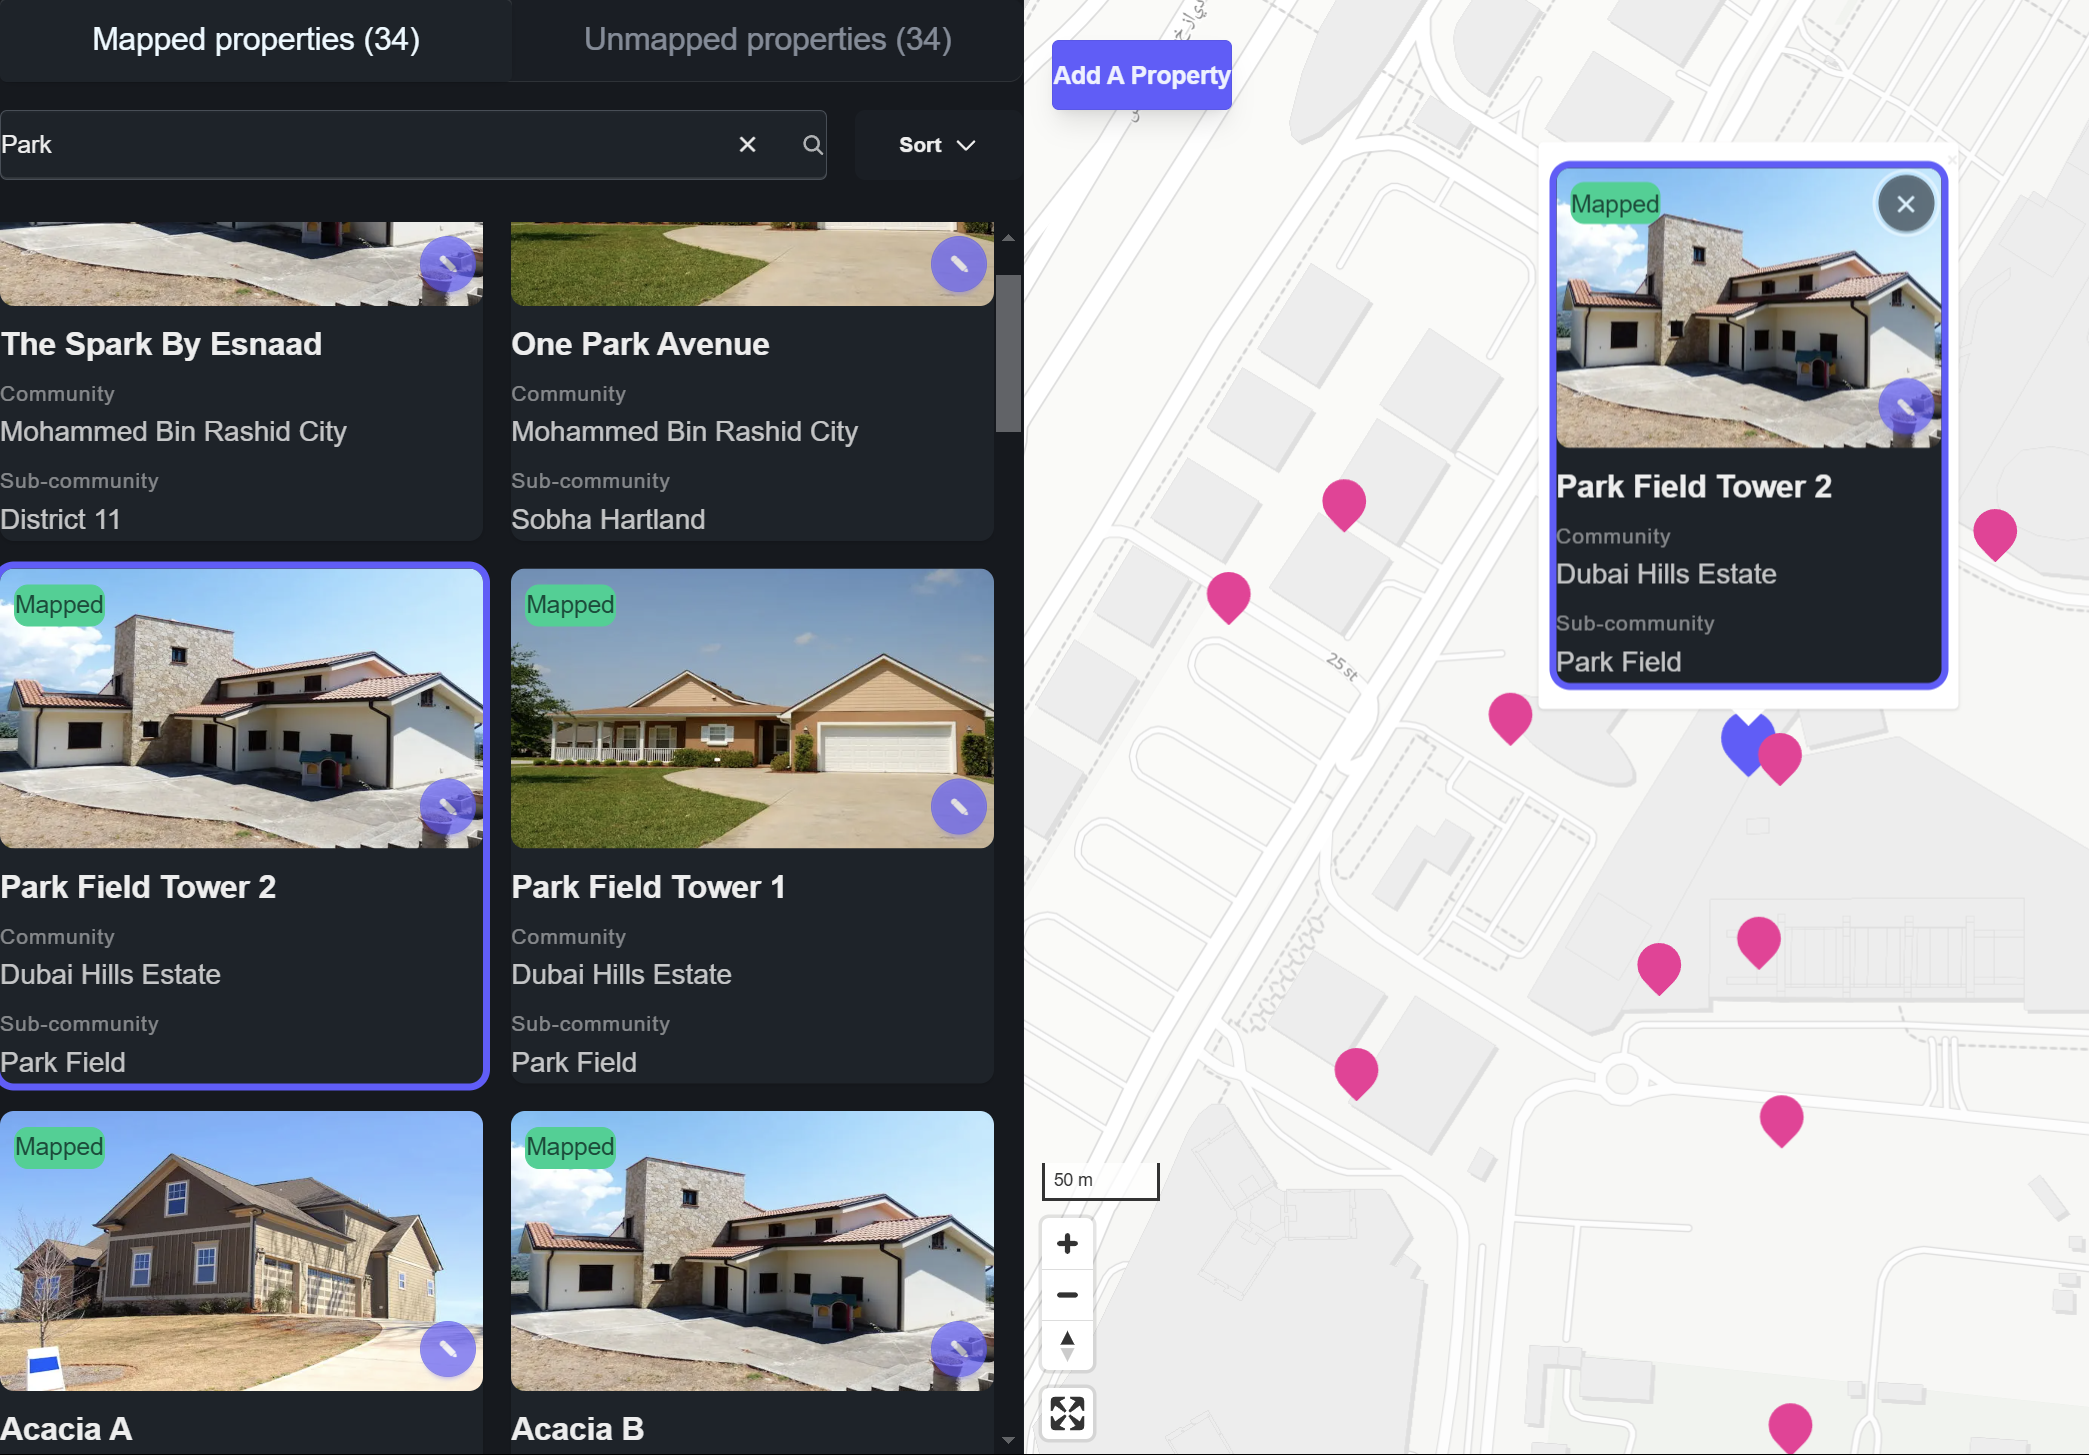 Mapped properties (34)
Unmapped properties (34)
Park
Sort
The Spark By Esnaad
Community
Mohammed Bin Rashid City
Sub-community
District 11
One Park Avenue
Community
Mohammed Bin Rashid City
Sub-community
Sobha Hartland
Mapped
Park Field Tower 2
Community
Dubai Hills Estate
Sub-community
Park Field
Mapped
Park Field Tower 1
Community
Dubai Hills Estate
Sub-community
Park Field
Mapped
Acacia A
Mapped
Acacia B
Add A Property
Mapped
Park Field Tower 2
Community
Dubai Hills Estate
Sub-community
Park Field
25 st
50 m